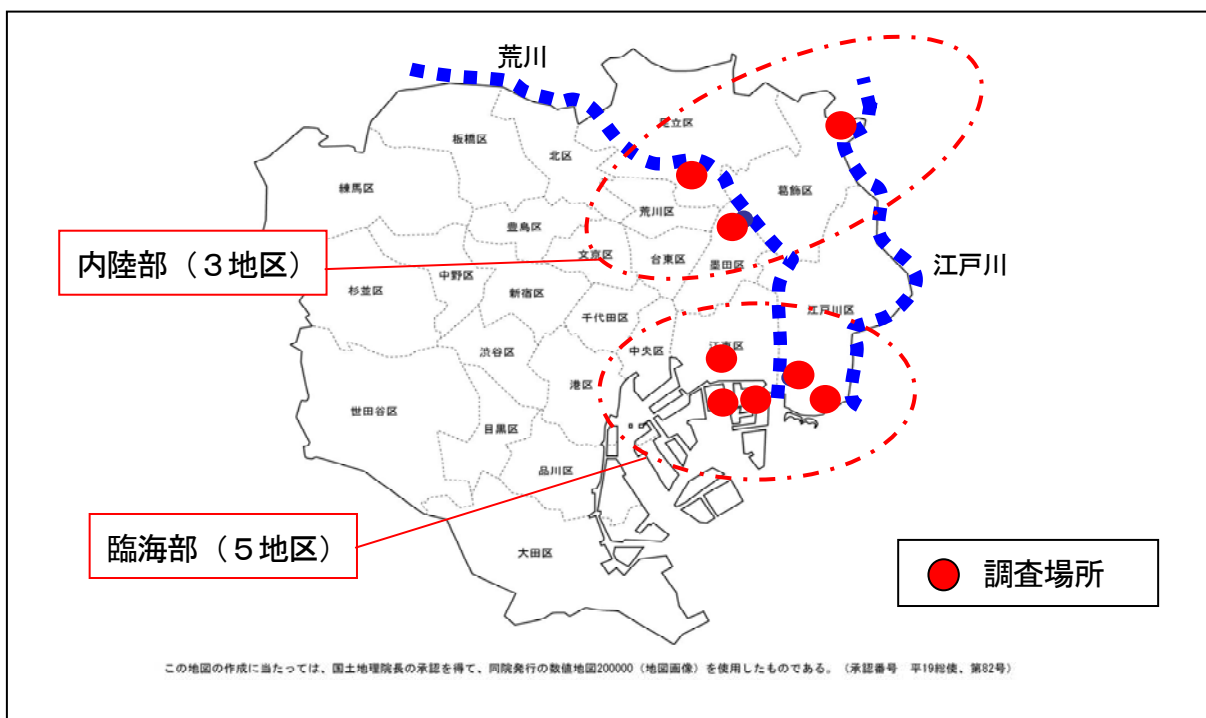 荒川
足立区
板橋区
北区
練馬区
葛飾区
荒川区
豊島区
文京区
台東区
墨田区
内陸部（３地区）
江戸川
中野区
杉並区
新宿区
江戸川区
千代田区
中央区
江東区
渋谷区
港区
世田谷区
目黒区
品川区
臨海部（５地区）
大田区
調査場所
この地図の作成に当たっては、国土地理院長の承認を得て、同院発行の数値地図200000（地図画像）を使用したものである。（承認番号　平19総使、第82号）